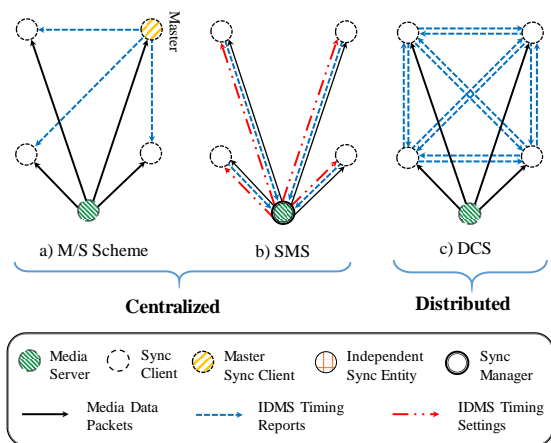 Master
a) M/S Scheme b) SMS c) DCS
Centralized Distributed
Media Server
Sync Client
Master Sync Client
Independent Sync Entity
Sync Manager
Media Data Packets
IDMS Timing Reports
IDMS Timing Settings